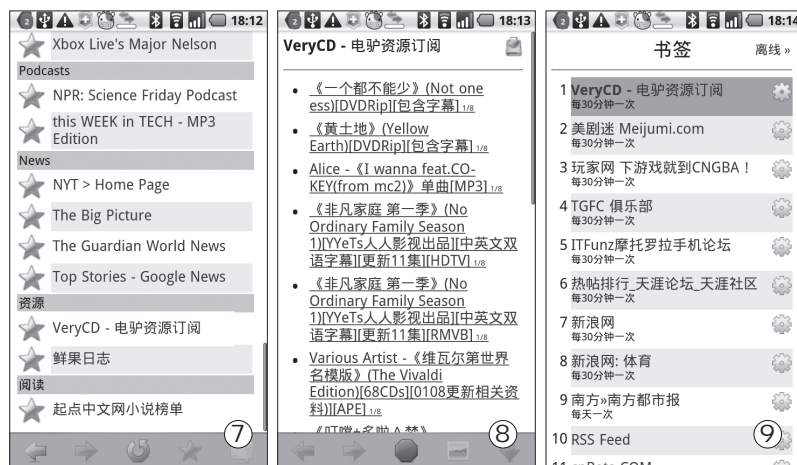 2 18:12
Xbox Live's Major Nelson
Podcasts
NPR: Science Friday Podcast
this WEEK in TECH - MP3
Edition
News
NYT > Home Page
The Big Picture
The Guardian World News
Top Stories - Google News
资源
VeryCD - 电驴资源订阅
鲜果日志
阅读
起点中文网小说榜单
⑦
2 18:13
VeryCD - 电驴资源订阅
• 《一个都不能少》(Not one
ess)[DVDRip][包含字幕] 1/8
• 《黄土地》(Yellow
Earth)[DVDRip][包含字幕] 1/8
• Alice -《I wanna feat.CO-
KEY(from mc2)》单曲[MP3] 1/8
• 《非凡家庭 第一季》(No
Ordinary Family Season
1)[YYeTs人人影视出品][中英文双
语字幕][更新11集][HDTV] 1/8
• 《非凡家庭 第一季》(No
Ordinary Family Season
1)[YYeTs人人影视出品][中英文双
语字幕][更新11集][RMVB] 1/8
• Various Artist -《维瓦尔第世界
名模版》(The Vivaldi
Edition)[68CDs][0108更新相关资
料)][APE] 1/8
⑧
2 18:14
书签 离线 »
1 VeryCD - 电驴资源订阅
每30分钟一次
2 美剧迷 Meijumi.com
每30分钟一次
3 玩家网 下游戏就到CNGBA！
每30分钟一次
4 TGFC 俱乐部
每30分钟一次
5 ITFunz摩托罗拉手机论坛
每30分钟一次
6 热帖排行_天涯论坛_天涯社区
每30分钟一次
7 新浪网
每30分钟一次
8 新浪网: 体育
每30分钟一次
9 南方»南方都市报
每天一次
10 RSS Feed
⑨